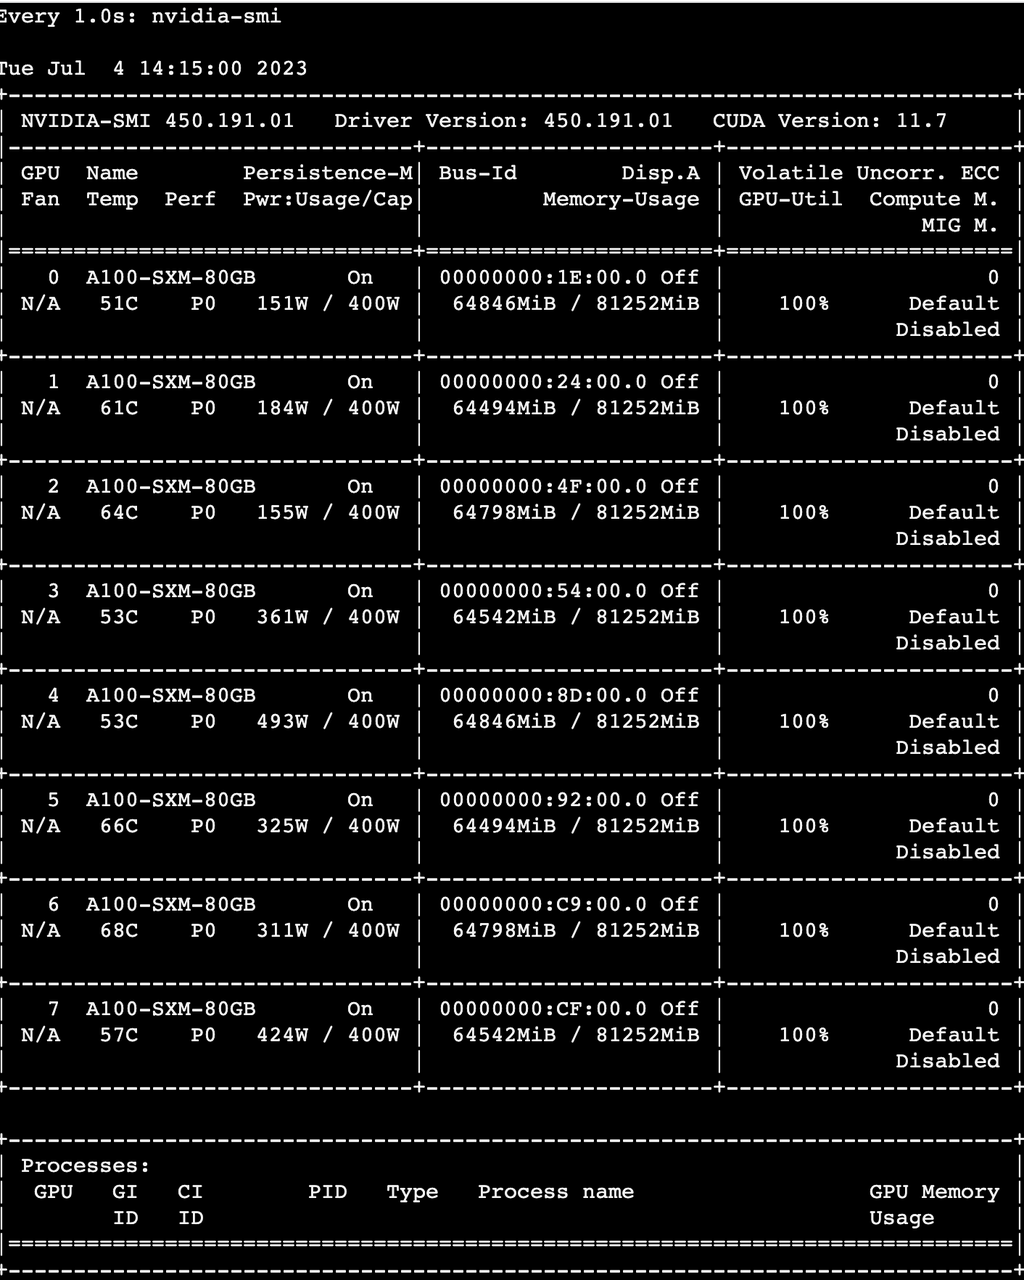 Every 1.0s: nvidia-smi
Tue Jul  4 14:15:00 2023
+-----------------------------------------------------------------------------+
| NVIDIA-SMI 450.191.01   Driver Version: 450.191.01   CUDA Version: 11.7     |
|-------------------------------+----------------------+----------------------+
| GPU  Name        Persistence-M| Bus-Id        Disp.A | Volatile Uncorr. ECC |
| Fan  Temp  Perf  Pwr:Usage/Cap|         Memory-Usage | GPU-Util  Compute M. |
|                               |                      |               MIG M. |
|===============================+======================+======================|
|   0  A100-SXM-80GB       On   | 00000000:1E:00.0 Off |                    0 |
| N/A   51C    P0   151W / 400W |  64846MiB / 81252MiB |    100%      Default |
|                               |                      |             Disabled |
+-------------------------------+----------------------+----------------------+
|   1  A100-SXM-80GB       On   | 00000000:24:00.0 Off |                    0 |
| N/A   61C    P0   184W / 400W |  64494MiB / 81252MiB |    100%      Default |
|                               |                      |             Disabled |
+-------------------------------+----------------------+----------------------+
|   2  A100-SXM-80GB       On   | 00000000:4F:00.0 Off |                    0 |
| N/A   64C    P0   155W / 400W |  64798MiB / 81252MiB |    100%      Default |
|                               |                      |             Disabled |
+-------------------------------+----------------------+----------------------+
|   3  A100-SXM-80GB       On   | 00000000:54:00.0 Off |                    0 |
| N/A   53C    P0   361W / 400W |  64542MiB / 81252MiB |    100%      Default |
|                               |                      |             Disabled |
+-------------------------------+----------------------+----------------------+
|   4  A100-SXM-80GB       On   | 00000000:8D:00.0 Off |                    0 |
| N/A   53C    P0   493W / 400W |  64846MiB / 81252MiB |    100%      Default |
|                               |                      |             Disabled |
+-------------------------------+----------------------+----------------------+
|   5  A100-SXM-80GB       On   | 00000000:92:00.0 Off |                    0 |
| N/A   66C    P0   325W / 400W |  64494MiB / 81252MiB |    100%      Default |
|                               |                      |             Disabled |
+-------------------------------+----------------------+----------------------+
|   6  A100-SXM-80GB       On   | 00000000:C9:00.0 Off |                    0 |
| N/A   68C    P0   311W / 400W |  64798MiB / 81252MiB |    100%      Default |
|                               |                      |             Disabled |
+-------------------------------+----------------------+----------------------+
|   7  A100-SXM-80GB       On   | 00000000:CF:00.0 Off |                    0 |
| N/A   57C    P0   424W / 400W |  64542MiB / 81252MiB |    100%      Default |
|                               |                      |             Disabled |
+-------------------------------+----------------------+----------------------+
+-----------------------------------------------------------------------------+
| Processes:                                                                  |
|  GPU   GI   CI        PID   Type   Process name                  GPU Memory |
|        ID   ID                                                   Usage      |
|=============================================================================|
+-----------------------------------------------------------------------------+